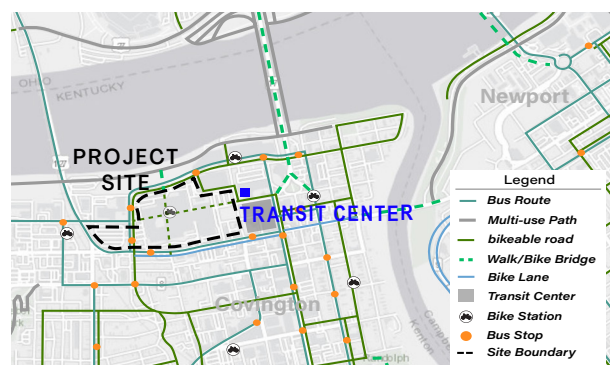 OHIO
KENTUCKY
Newport
PROJECT
SITE
TRANSIT CENTER
Covington
Legend
Bus Route
Multi-use Path
bikeable road
Walk/Bike Bridge
Bike Lane
Transit Center
Bike Station
Bus Stop
Site Boundary
Kenton